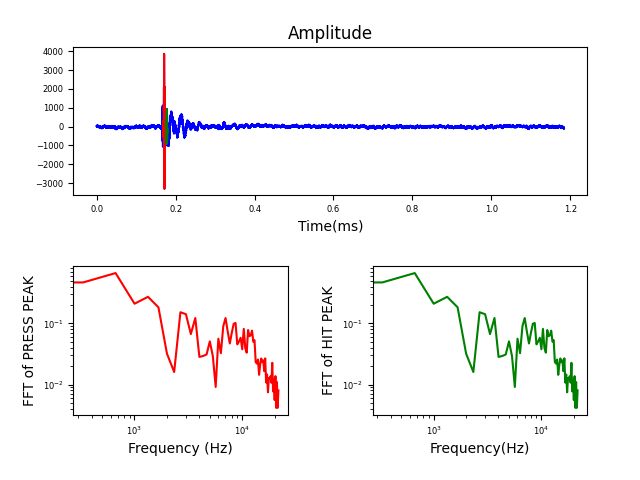 Amplitude
4000
3000
2000
1000
0
−1000
−2000
−3000
0.0 0.2 0.4 0.6 0.8 1.0 1.2
Time(ms)
FFT of PRESS PEAK
10⁻¹
10⁻²
10³ 10⁴
Frequency (Hz)
FFT of HIT PEAK
10⁻¹
10⁻²
10³ 10⁴
Frequency(Hz)